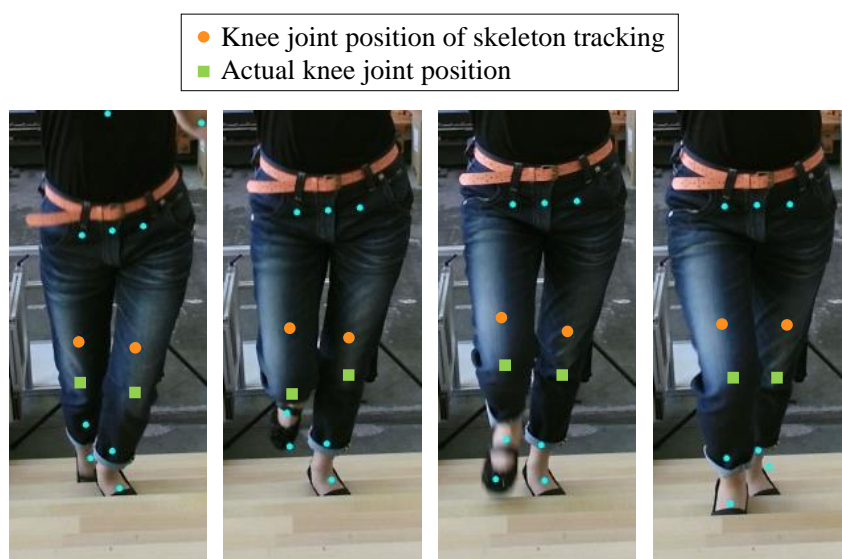 Knee joint position of skeleton tracking
Actual knee joint position